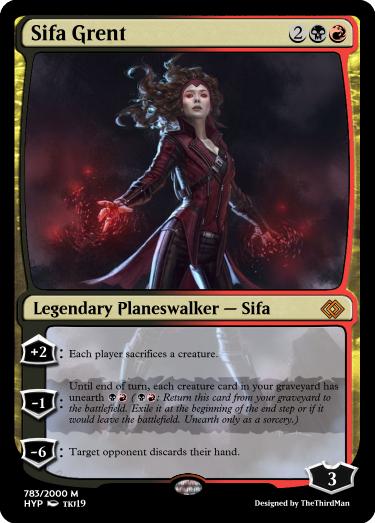 Sifa Grent 2
Legendary Planeswalker — Sifa
+2: Each player sacrifices a creature.
Until end of turn, each creature card in your graveyard has
-1: unearth (: Return this card from your graveyard to
the battlefield. Exile it at the beginning of the end step or if it
would leave the battlefield. Unearth only as a sorcery.)
-6: Target opponent discards their hand.
3
783/2000 M
HYP TK/19
Designed by TheThirdMan